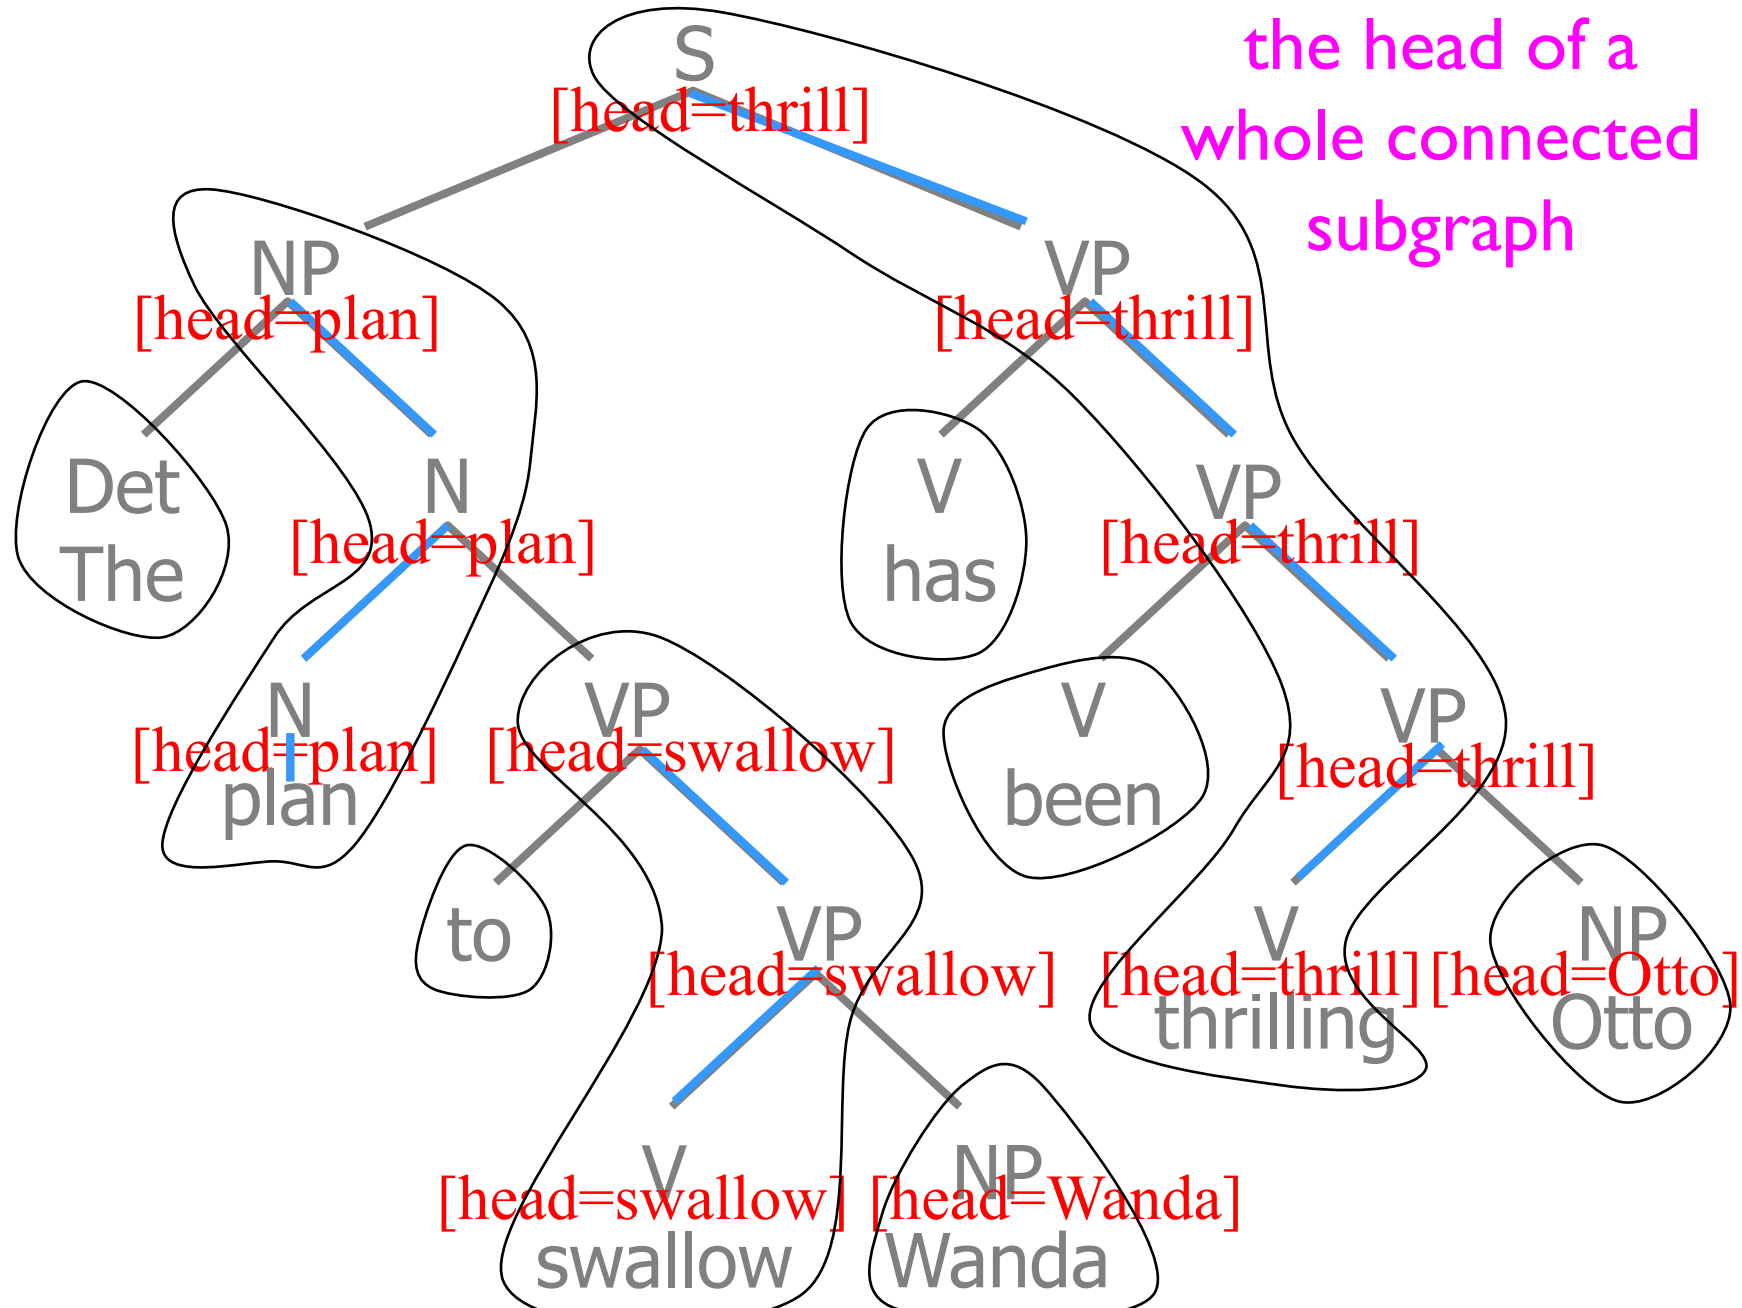 the head of a
whole connected
subgraph
S
[head=thrill]
NP
VP
[head=plan]
[head=thrill]
Det
N
V
VP
[head=plan]
[head=thrill]
The
has
N
VP
V
VP
[head=plan]
[head=swallow]
[head=thrill]
plan
been
to
VP
V
NP
[head=swallow]
[head=thrill]
[head=Otto]
thrilling
Otto
V
NP
[head=swallow]
[head=Wanda]
swallow
Wanda